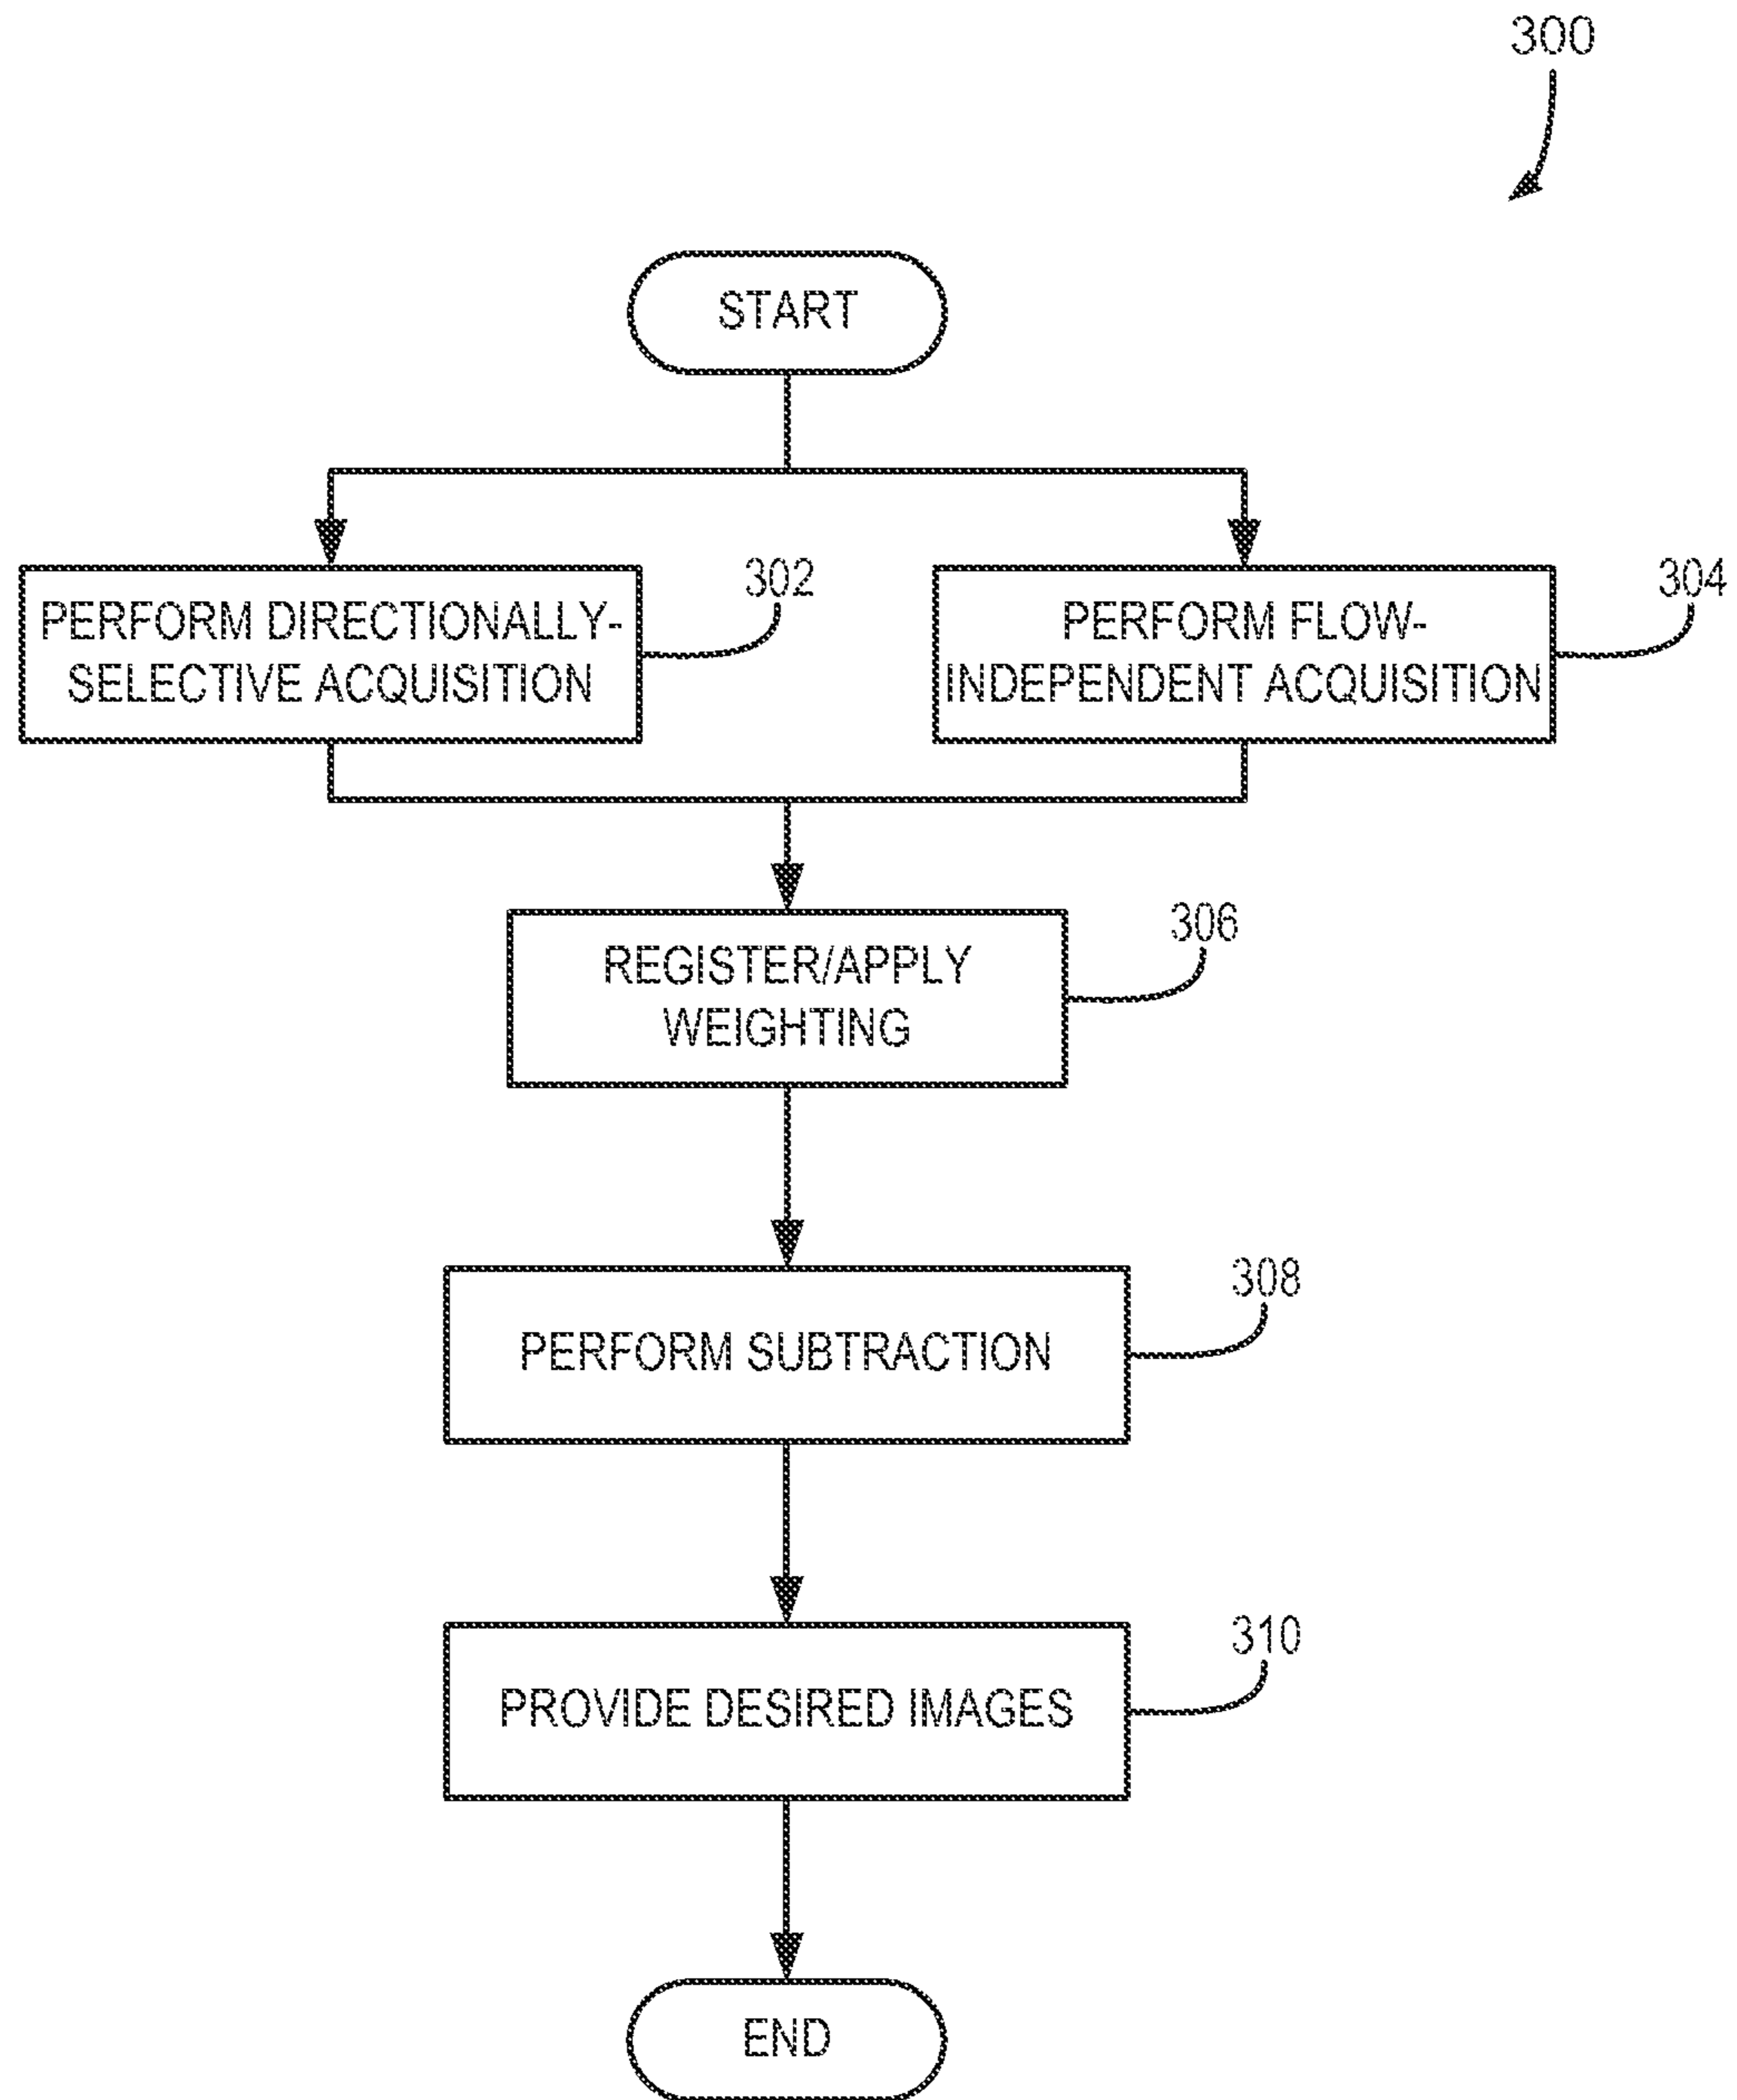 300
START
302
304
PERFORM DIRECTIONALLY-
SELECTIVE ACQUISITION
PERFORM FLOW-
INDEPENDENT ACQUISITION
306
REGISTER/APPLY
WEIGHTING
308
PERFORM SUBTRACTION
310
PROVIDE DESIRED IMAGES
END